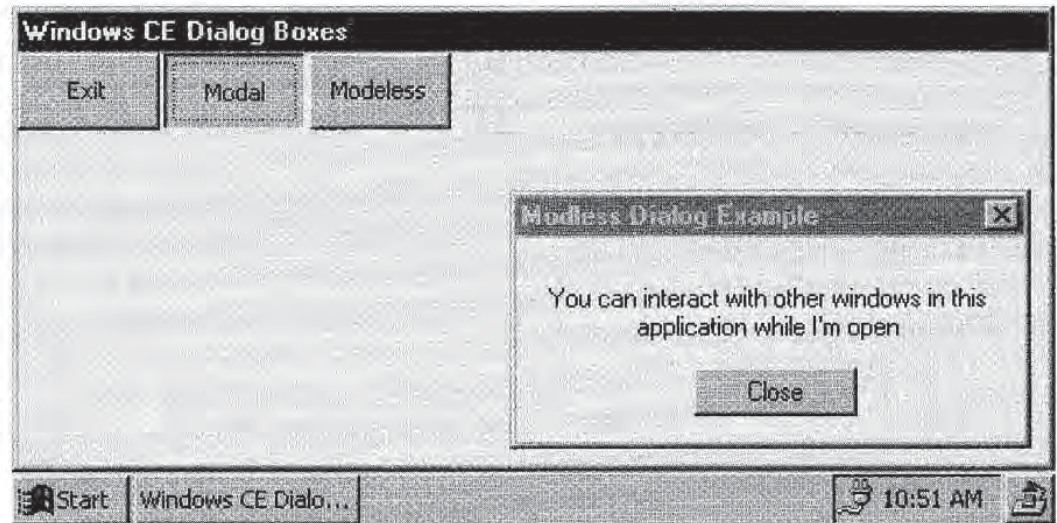 Windows CE Dialog Boxes
Exit Modal Modeless
Modless Dialog Example
You can interact with other windows in this
application while I'm open
Close
Start Windows CE Dialo... 10:51 AM